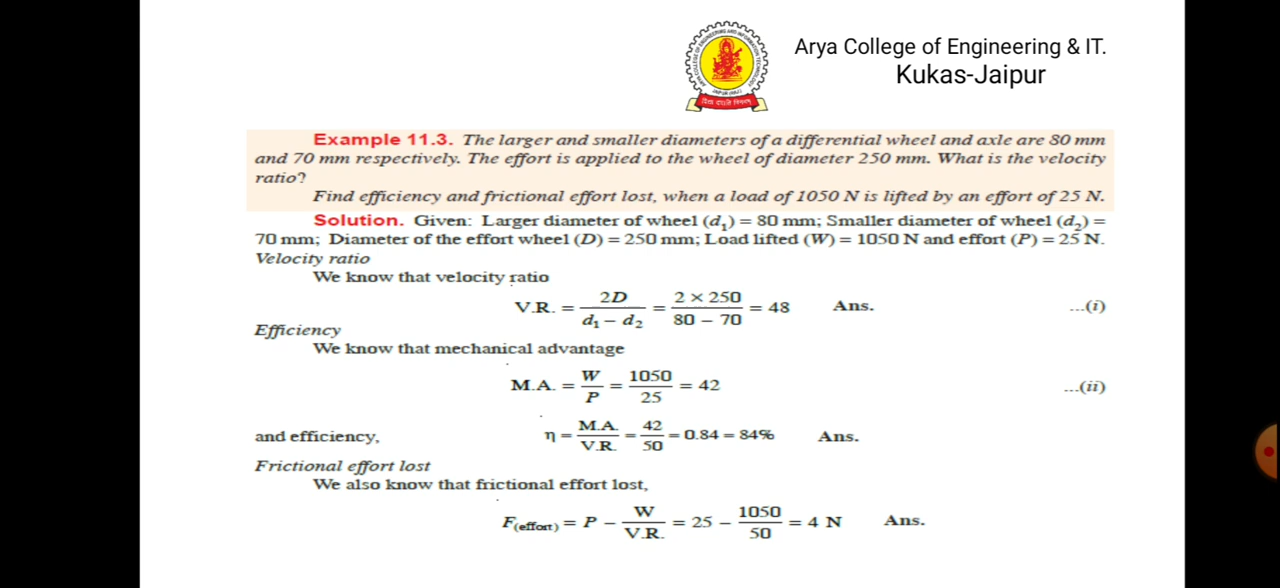 Arya College of Engineering & IT.
Kukas-Jaipur
Example 11.3. The larger and smaller diameters of a differential wheel and axle are 80 mm
and 70 mm respectively. The effort is applied to the wheel of diameter 250 mm. What is the velocity
ratio?
Find efficiency and frictional effort lost, when a load of 1050 N is lifted by an effort of 25 N.
Solution. Given: Larger diameter of wheel (d₁) = 80 mm; Smaller diameter of wheel (d₂) =
70 mm; Diameter of the effort wheel (D) = 250 mm; Load lifted (W) = 1050 N and effort (P) = 25 N.
Velocity ratio
We know that velocity ratio
V.R. = 2D / d₁ – d₂ = 2 × 250 / 80 – 70 = 48 Ans. ...(i)
Efficiency
We know that mechanical advantage
M.A. = W / P = 1050 / 25 = 42 ...(ii)
and efficiency, η = M.A. / V.R. = 42 / 50 = 0.84 = 84% Ans.
Frictional effort lost
We also know that frictional effort lost,
F(effort) = P – W / V.R. = 25 – 1050 / 50 = 4 N Ans.